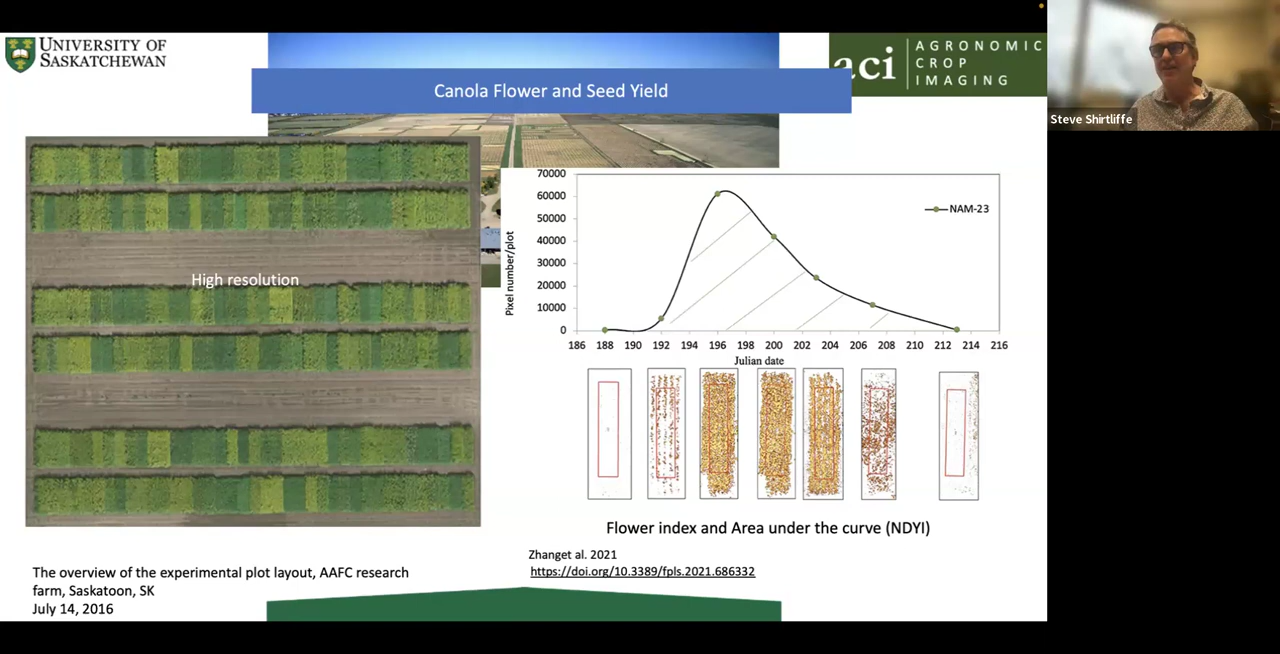 UNIVERSITY OF
SASKATCHEWAN
Canola Flower and Seed Yield
aci
AGRONOMIC
CROP
IMAGING
Steve Shirtliffe
High resolution
70000
60000
50000
40000
30000
20000
10000
0
Pixel number/plot
NAM-23
186 188 190 192 194 196 198 200 202 204 206 208 210 212 214 216
Julian date
Flower index and Area under the curve (NDYI)
Zhanget al. 2021
https://doi.org/10.3389/fpls.2021.686332
The overview of the experimental plot layout, AAFC research
farm, Saskatoon, SK
July 14, 2016